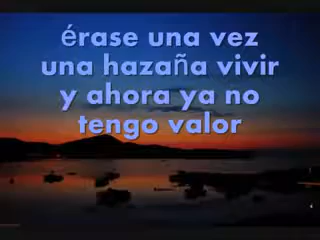 érase una vez
una hazaña vivir
y ahora ya no
tengo valor